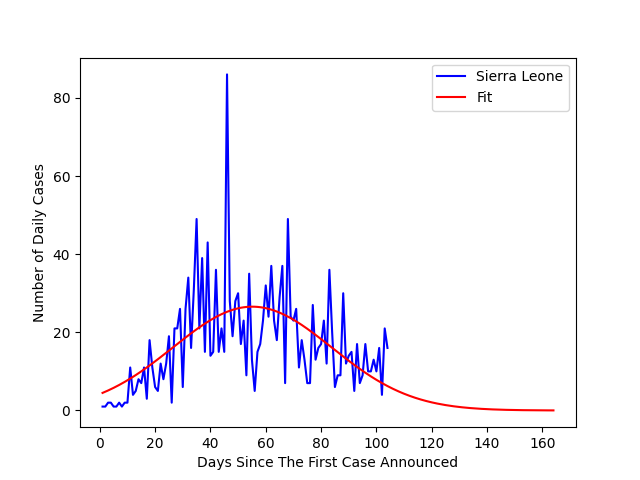 Sierra Leone
Fit
Number of Daily Cases
80
60
40
20
0
0 20 40 60 80 100 120 140 160
Days Since The First Case Announced